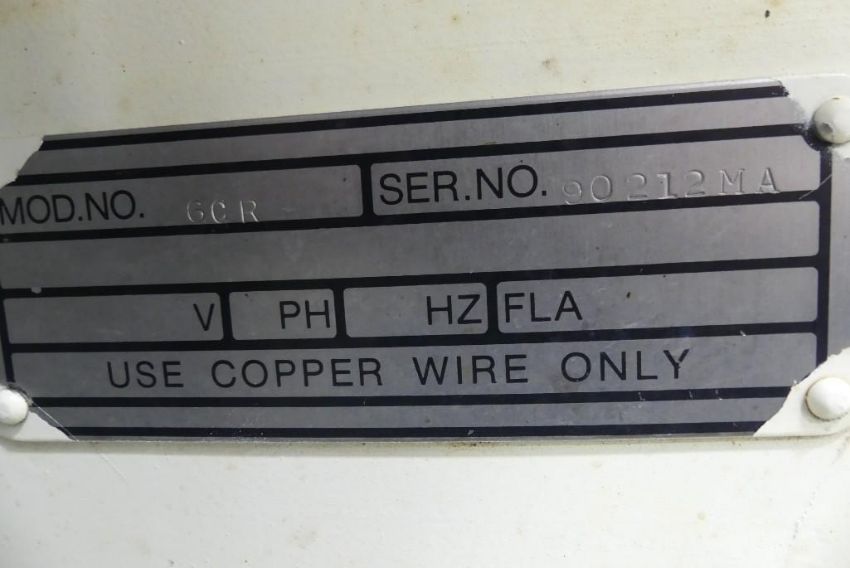 MOD.NO. 6CR SER.NO. 90212MA
V PH HZ FLA
USE COPPER WIRE ONLY